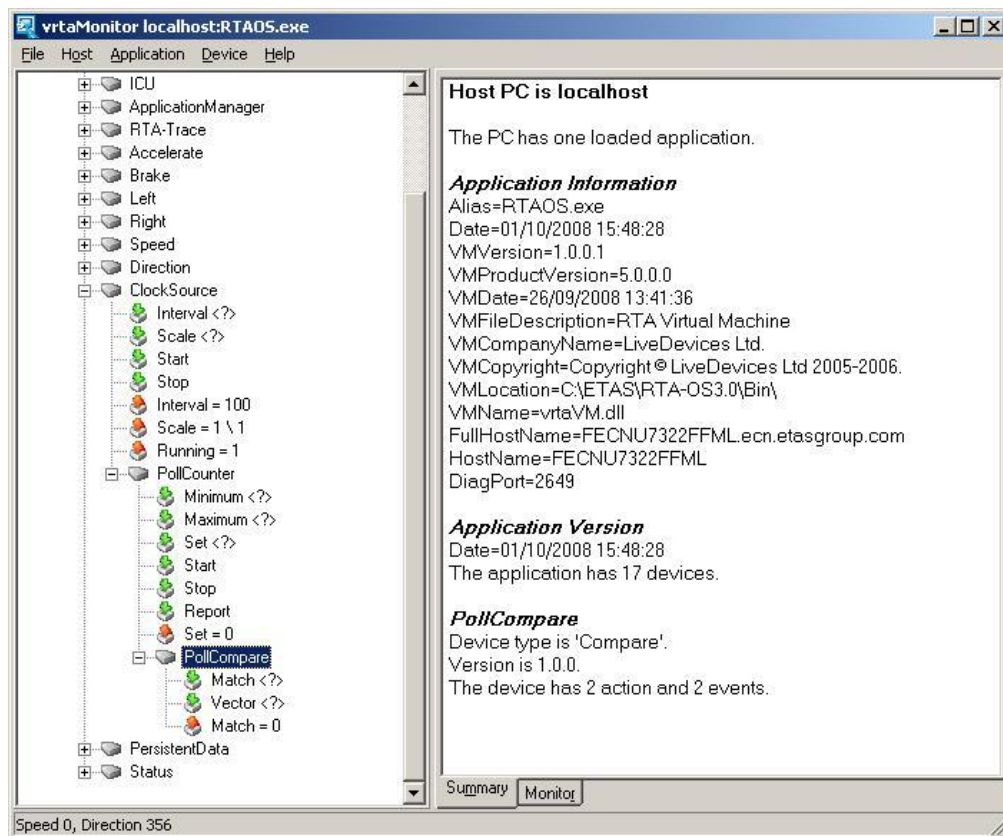 vrtaMonitor localhost:RTAOS.exe
File Host Application Device Help
ICU
ApplicationManager
RTA-Trace
Accelerate
Brake
Left
Right
Speed
Direction
ClockSource
Interval <?>
Scale <?>
Start
Stop
Interval = 100
Scale = 1 \ 1
Running = 1
PollCounter
Minimum <?>
Maximum <?>
Set <?>
Start
Stop
Report
Set = 0
PollCompare
Match <?>
Vector <?>
Match = 0
PersistentData
Status
Host PC is localhost
The PC has one loaded application.
Application Information
Alias=RTAOS.exe
Date=01/10/2008 15:48:28
VMVersion=1.0.0.1
VMProductVersion=5.0.0.0
VMDate=26/09/2008 13:41:36
VMFileDescription=RTA Virtual Machine
VMCompanyName=LiveDevices Ltd.
VMCopyright=Copyright © LiveDevices Ltd 2005-2006.
VMLocation=C:\ETAS\RTA-OS3.0\Bin\
VMName=vrtaVM.dll
FullHostName=FECNU7322FFML.ecn.etasgroup.com
HostName=FECNU7322FFML
DiagPort=2649
Application Version
Date=01/10/2008 15:48:28
The application has 17 devices.
PollCompare
Device type is 'Compare'.
Version is 1.0.0.
The device has 2 action and 2 events.
Summary Monitor
Speed 0, Direction 356